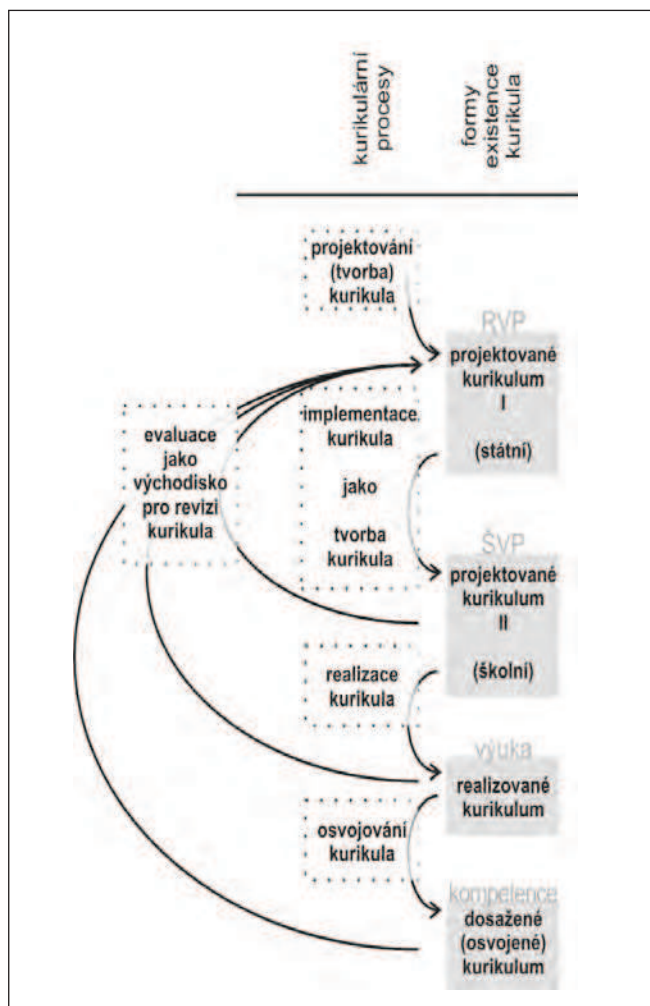 kurikulární
procesy
formy
existence
kurikula
projektování
(tvorba)
kurikula
RVP
projektované
kurikulum
I
(státní)
implementace
kurikula
jako
tvorba
kurikula
evaluace
jako
východisko
pro revizi
kurikula
ŠVP
projektované
kurikulum
II
(školní)
realizace
kurikula
výuka
realizované
kurikulum
osvojování
kurikula
kompetence
dosažené
(osvojené)
kurikulum